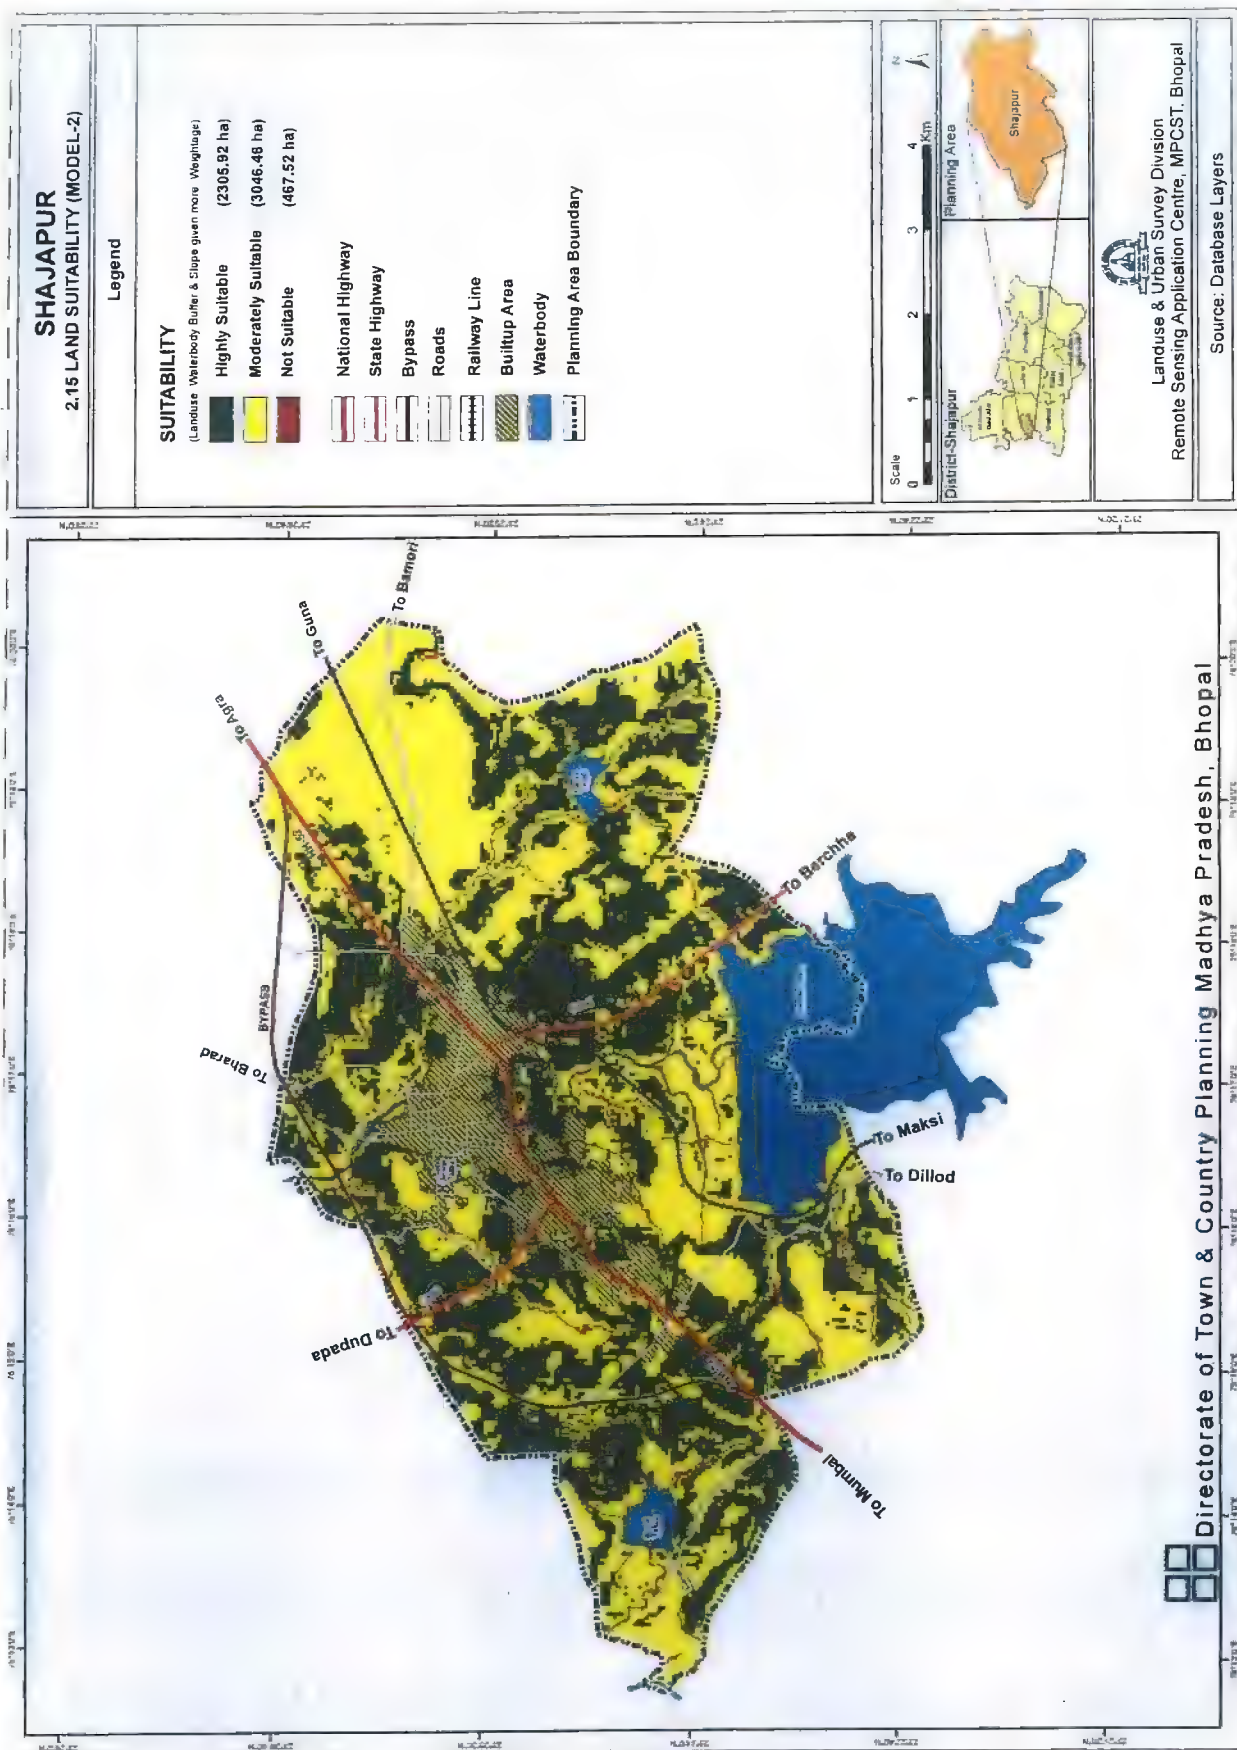 SHAJAPUR
2.15 LAND SUITABILITY (MODEL-2)
Legend
SUITABILITY
(Landuse Waterbody Buffer & Slope given more Weightage)
Highly Suitable (2305.92 ha)
Moderately Suitable (3046.46 ha)
Not Suitable (467.52 ha)
National Highway
State Highway
Bypass
Roads
Railway Line
Builtup Area
Waterbody
Planning Area Boundary
Scale
N
0 1 2 3 4 Km
District-Shajapur
Planning Area
Shajapur
Landuse & Urban Survey Division
Remote Sensing Application Centre, MPCST, Bhopal
Source: Database Layers
To Agra
To Guna
To Bamori
BYPASS
To Bharad
To Dupada
To Berchha
To Maksi
To Dillod
To Mumbai
Directorate of Town & Country Planning Madhya Pradesh, Bhopal